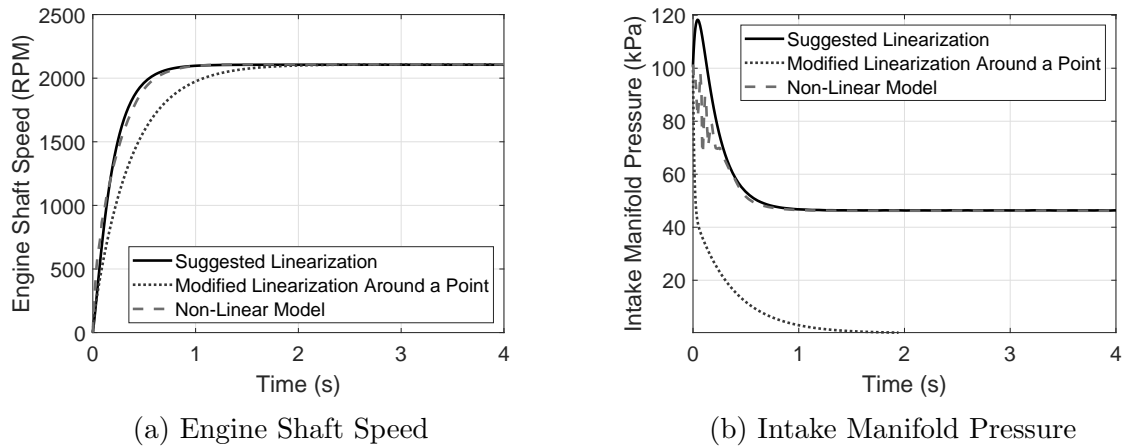 2500
2000
1500
1000
500
0
Engine Shaft Speed (RPM)
Suggested Linearization
Modified Linearization Around a Point
Non-Linear Model
0 1 2 3 4
Time (s)
(a) Engine Shaft Speed
120
100
80
60
40
20
Intake Manifold Pressure (kPa)
Suggested Linearization
Modified Linearization Around a Point
Non-Linear Model
0 1 2 3 4
Time (s)
(b) Intake Manifold Pressure